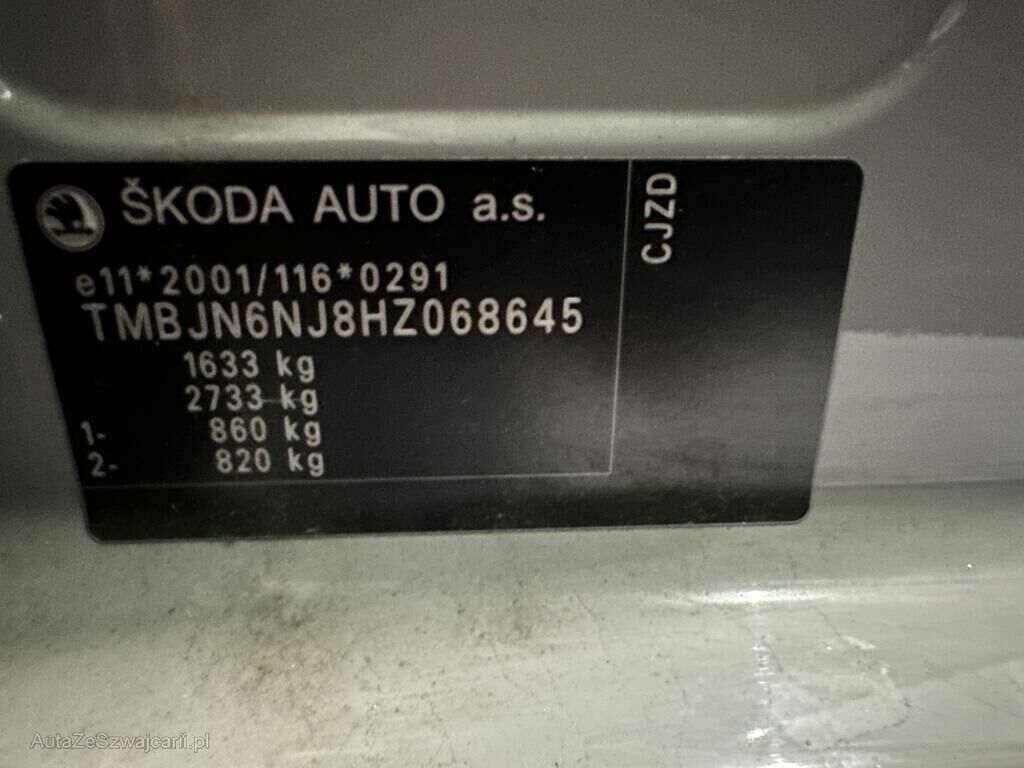 ŠKODA AUTO a.s.
CJZD
e11*2001/116*0291
TMBJN6NJ8HZ068645
1633 kg
2733 kg
1- 860 kg
2- 820 kg
AutaZeSzwajcarii.pl